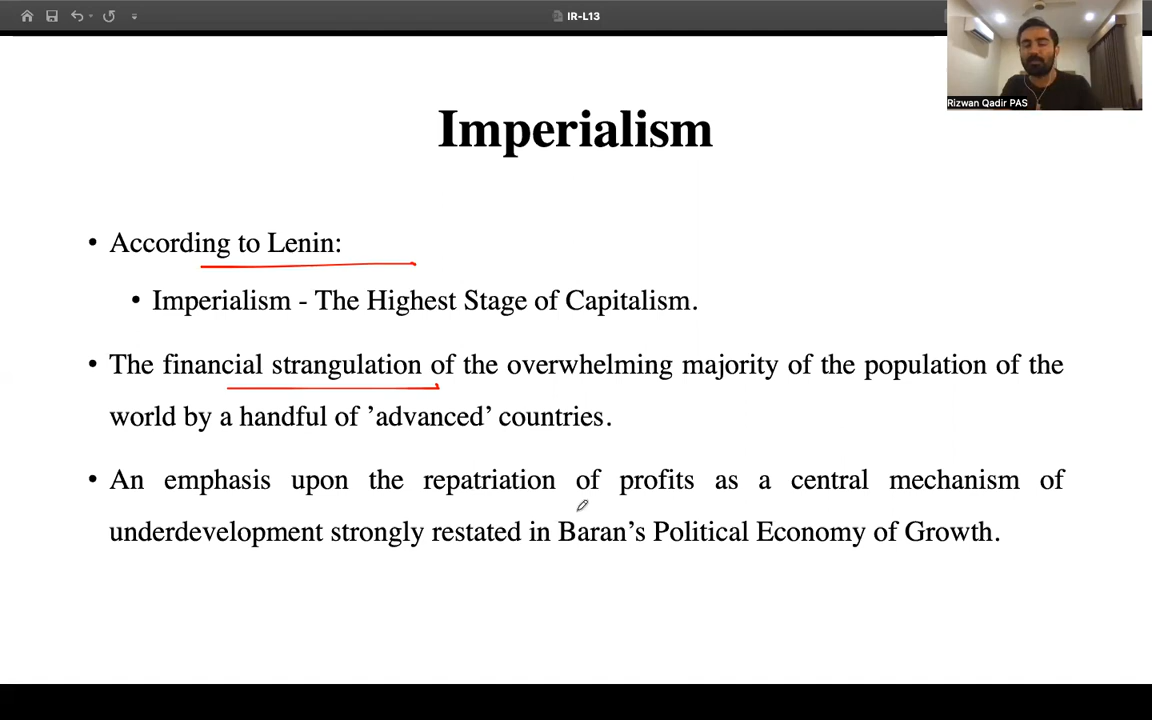 IR-L13
Rizwan Qadir PAS
Imperialism
• According to Lenin:
• Imperialism - The Highest Stage of Capitalism.
• The financial strangulation of the overwhelming majority of the population of the
world by a handful of ’advanced’ countries.
• An emphasis upon the repatriation of profits as a central mechanism of
underdevelopment strongly restated in Baran’s Political Economy of Growth.